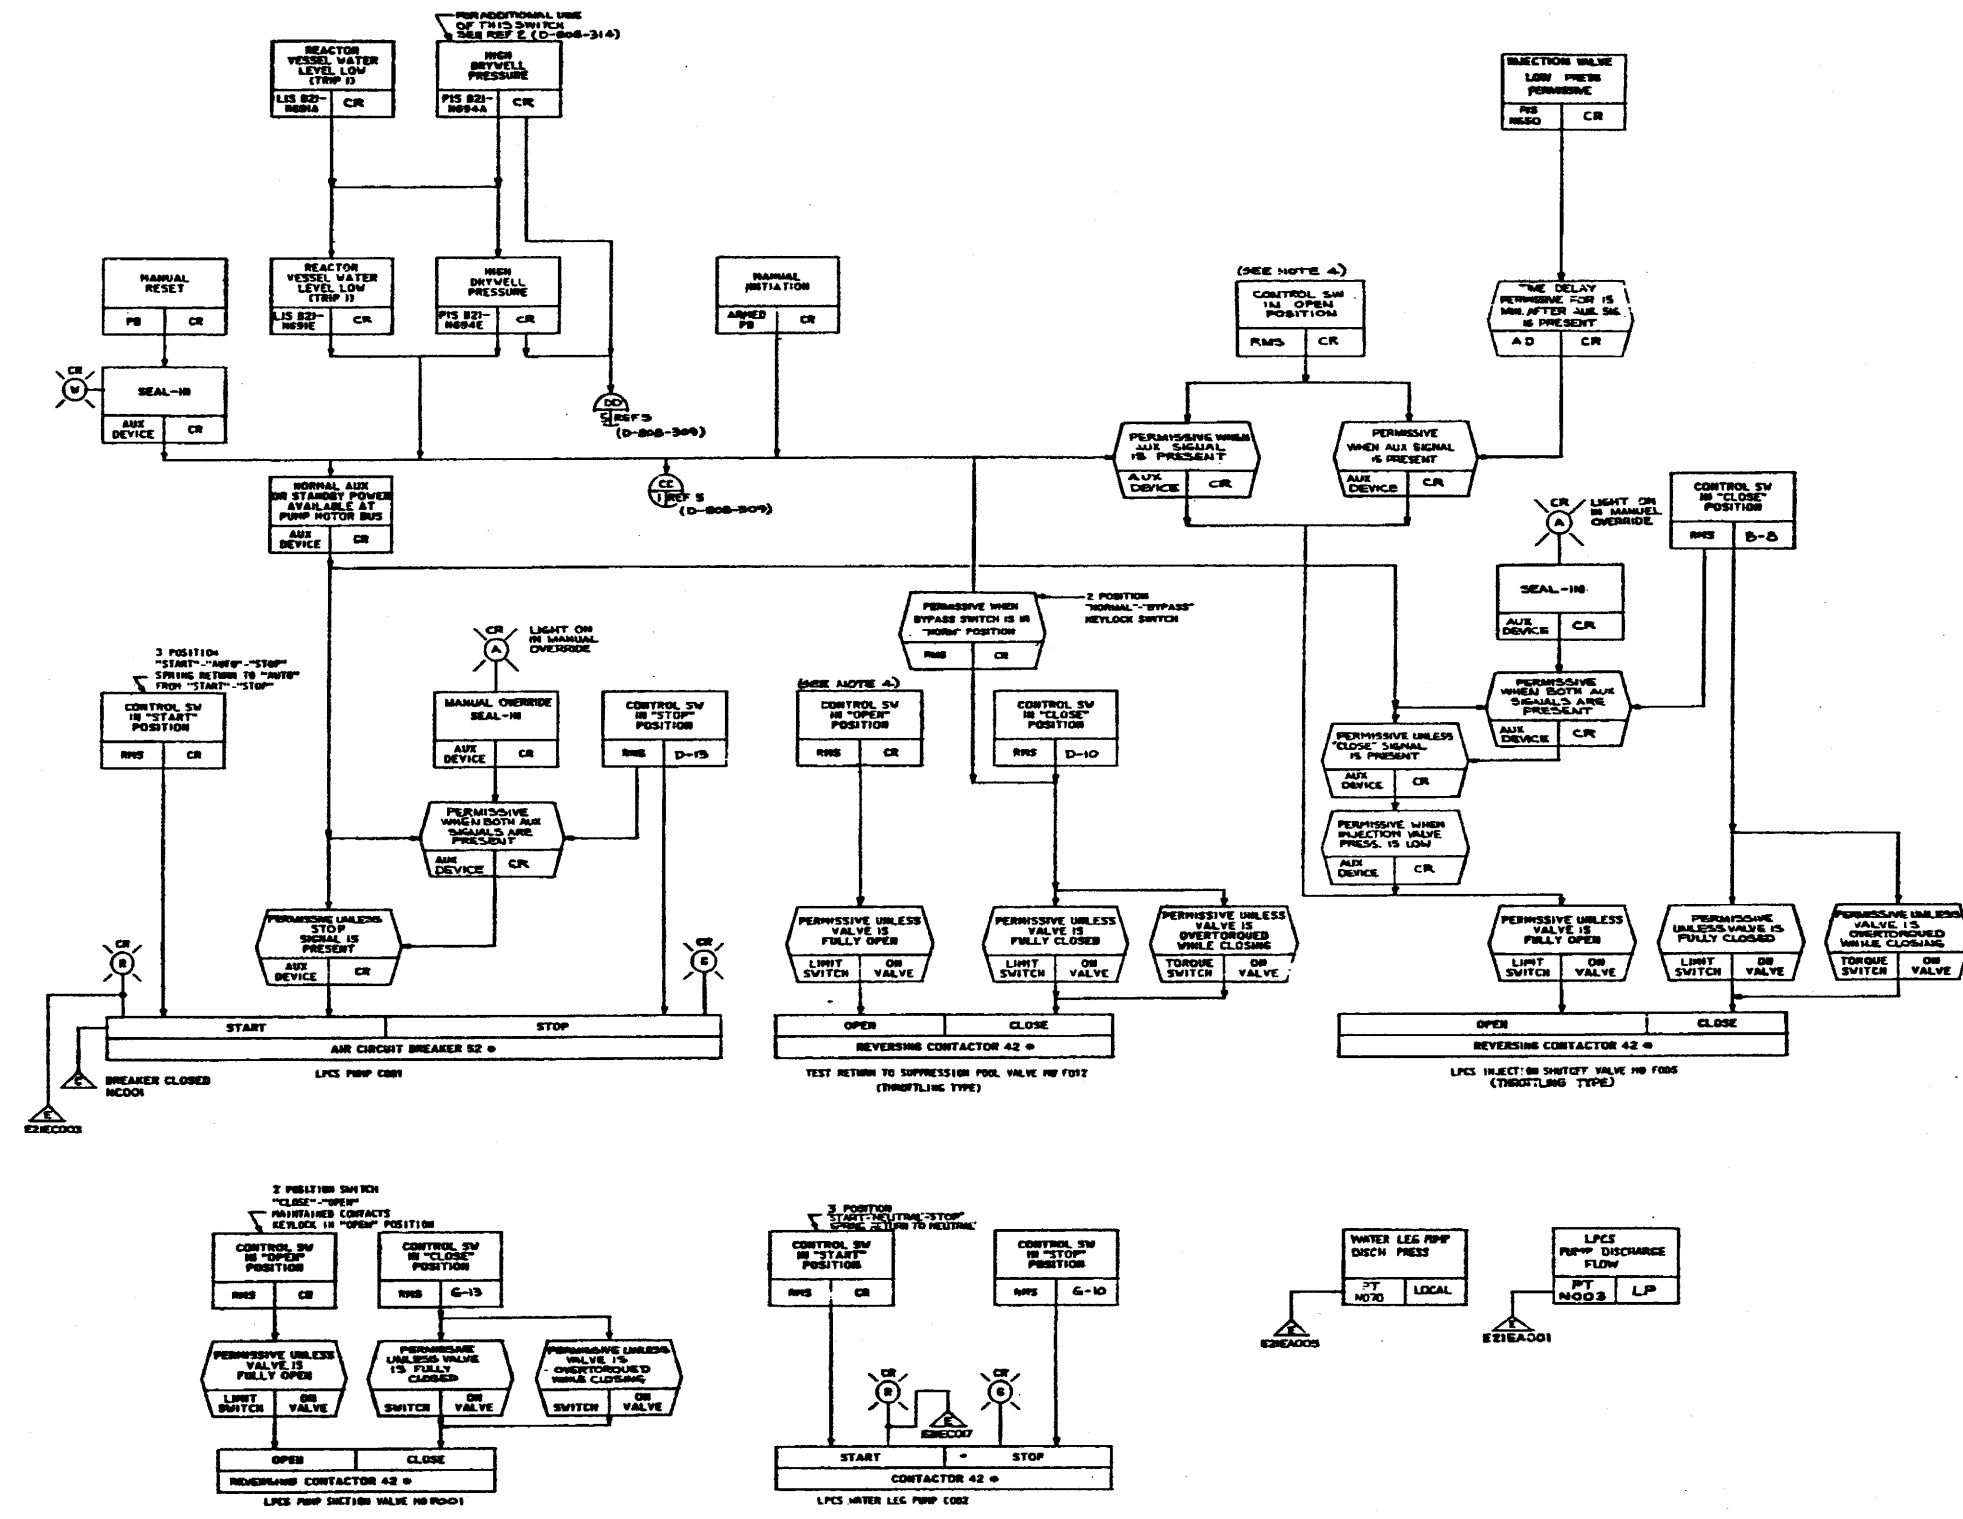 FOR ADDITIONAL USE
OF THIS SWITCH
SEE REF 2 (D-808-314)
REACTOR
VESSEL WATER
LEVEL LOW
(TRIP 1)
LIS B21-
N691A
CR
HIGH
DRYWELL
PRESSURE
PIS B21-
N694A
CR
INJECTION VALVE
LOW PRESS
PERMISSIVE
PIS
N650
CR
MANUAL
RESET
PB
CR
REACTOR
VESSEL WATER
LEVEL LOW
(TRIP 1)
LIS B21-
N691E
CR
HIGH
DRYWELL
PRESSURE
PIS B21-
N694E
CR
MANUAL
INITIATION
ARMED
PB
CR
(SEE NOTE 4)
CONTROL SW
IN OPEN
POSITION
RMS
CR
TIME DELAY
PERMISSIVE FOR 15
MIN. AFTER AUX. SIG.
IS PRESENT
AD
CR
CR
W
SEAL-IN
AUX
DEVICE
CR
DD
REF 5
(D-808-309)
PERMISSIVE WHEN
AUX SIGNAL
IS PRESENT
AUX
DEVICE
CR
PERMISSIVE
WHEN AUX SIGNAL
IS PRESENT
AUX
DEVICE
CR
NORMAL AUX
OR STANDBY POWER
AVAILABLE AT
PUMP MOTOR BUS
AUX
DEVICE
CR
CC
1
REF 5
(D-808-309)
CR
A
LIGHT ON
IN MANUEL
OVERRIDE
CONTROL SW
IN "CLOSE"
POSITION
RMS
B-8
SEAL-IN
AUX
DEVICE
CR
PERMISSIVE WHEN
BYPASS SWITCH IS IN
"NORM" POSITION
RMS
CR
2 POSITION
"NORMAL"-"BYPASS"
KEYLOCK SWITCH
CR
A
LIGHT ON
IN MANUAL
OVERRIDE
3 POSITION
"START"-"AUTO"-"STOP"
SPRING RETURN TO "AUTO"
FROM "START"-"STOP"
CONTROL SW
IN "START"
POSITION
RMS
CR
MANUAL OVERRIDE
SEAL-IN
AUX
DEVICE
CR
CONTROL SW
IN "STOP"
POSITION
RMS
D-13
(SEE NOTE 4)
CONTROL SW
IN "OPEN"
POSITION
RMS
CR
CONTROL SW
IN "CLOSE"
POSITION
RMS
D-10
PERMISSIVE
WHEN BOTH AUX
SIGNALS ARE
PRESENT
AUX
DEVICE
CR
PERMISSIVE UNLESS
"CLOSE" SIGNAL
IS PRESENT
AUX
DEVICE
CR
PERMISSIVE
WHEN BOTH AUX
SIGNALS ARE
PRESENT
AUX
DEVICE
CR
PERMISSIVE WHEN
INJECTION VALVE
PRESS. IS LOW
AUX
DEVICE
CR
PERMISSIVE UNLESS
STOP
SIGNAL IS
PRESENT
AUX
DEVICE
CR
PERMISSIVE UNLESS
VALVE IS
FULLY OPEN
LIMIT
SWITCH
ON
VALVE
PERMISSIVE UNLESS
VALVE IS
FULLY CLOSED
LIMIT
SWITCH
ON
VALVE
PERMISSIVE UNLESS
VALVE IS
OVERTORQUED
WHILE CLOSING
TORQUE
SWITCH
ON
VALVE
PERMISSIVE UNLESS
VALVE IS
FULLY OPEN
LIMIT
SWITCH
ON
VALVE
PERMISSIVE
UNLESS VALVE IS
FULLY CLOSED
LIMIT
SWITCH
ON
VALVE
PERMISSIVE UNLESS
VALVE IS
OVERTORQUED
WHILE CLOSING
TORQUE
SWITCH
ON
VALVE
CR
R
CR
G
START
STOP
AIR CIRCUIT BREAKER 52 *
LPCS PUMP C001
C
BREAKER CLOSED
NC001
E
E21EC003
OPEN
CLOSE
REVERSING CONTACTOR 42 *
TEST RETURN TO SUPPRESSION POOL VALVE MO F012
(THROTTLING TYPE)
OPEN
CLOSE
REVERSING CONTACTOR 42 *
LPCS INJECTION SHUTOFF VALVE MO F005
(THROTTLING TYPE)
2 POSITION SWITCH
"CLOSE"-"OPEN"
MAINTAINED CONTACTS
KEYLOCK IN "OPEN" POSITION
CONTROL SW
IN "OPEN"
POSITION
RMS
CR
CONTROL SW
IN "CLOSE"
POSITION
RMS
G-13
PERMISSIVE UNLESS
VALVE IS
FULLY OPEN
LIMIT
SWITCH
ON
VALVE
PERMISSIVE
UNLESS VALVE
IS FULLY
CLOSED
SWITCH
ON
VALVE
PERMISSIVE UNLESS
VALVE IS
OVERTORQUED
WHILE CLOSING
SWITCH
ON
VALVE
OPEN
CLOSE
REVERSING CONTACTOR 42 *
LPCS PUMP SUCTION VALVE MO F001
3 POSITION
START-NEUTRAL-STOP"
SPRING RETURN TO NEUTRAL"
CONTROL SW
IN "START"
POSITION
RMS
CR
CONTROL SW
IN "STOP"
POSITION
RMS
G-10
CR
R
E
E21EC017
CR
G
START
STOP
CONTACTOR 42 *
LPCS WATER LEG PUMP C002
WATER LEG PUMP
DISCH PRESS
PT
N070
LOCAL
E
E21EA005
LPCS
PUMP DISCHARGE
FLOW
PT
N003
LP
E
E21EA001